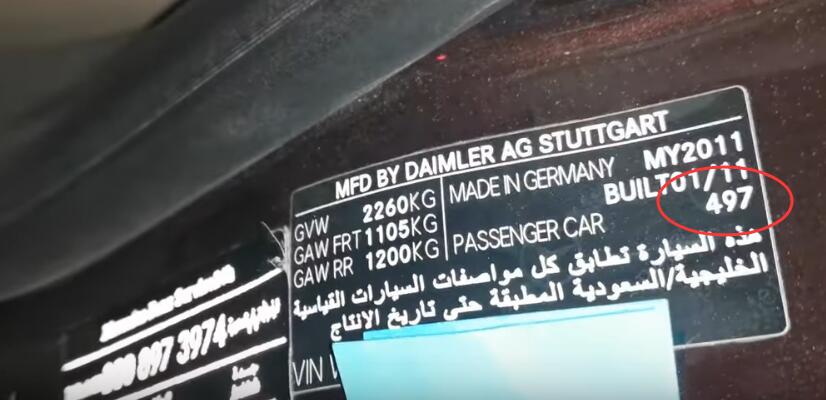 MFD BY DAIMLER AG STUTTGART
GVW 2260KG
GAW FRT 1105KG
GAW RR 1200KG
MADE IN GERMANY MY2011
BUILT 01/11
PASSENGER CAR 497
هذه السيارة تطابق كل مواصفات السيارات القياسية
الخليجية/السعودية المطبقة حتى تاريخ الانتاج
VIN
897 3974